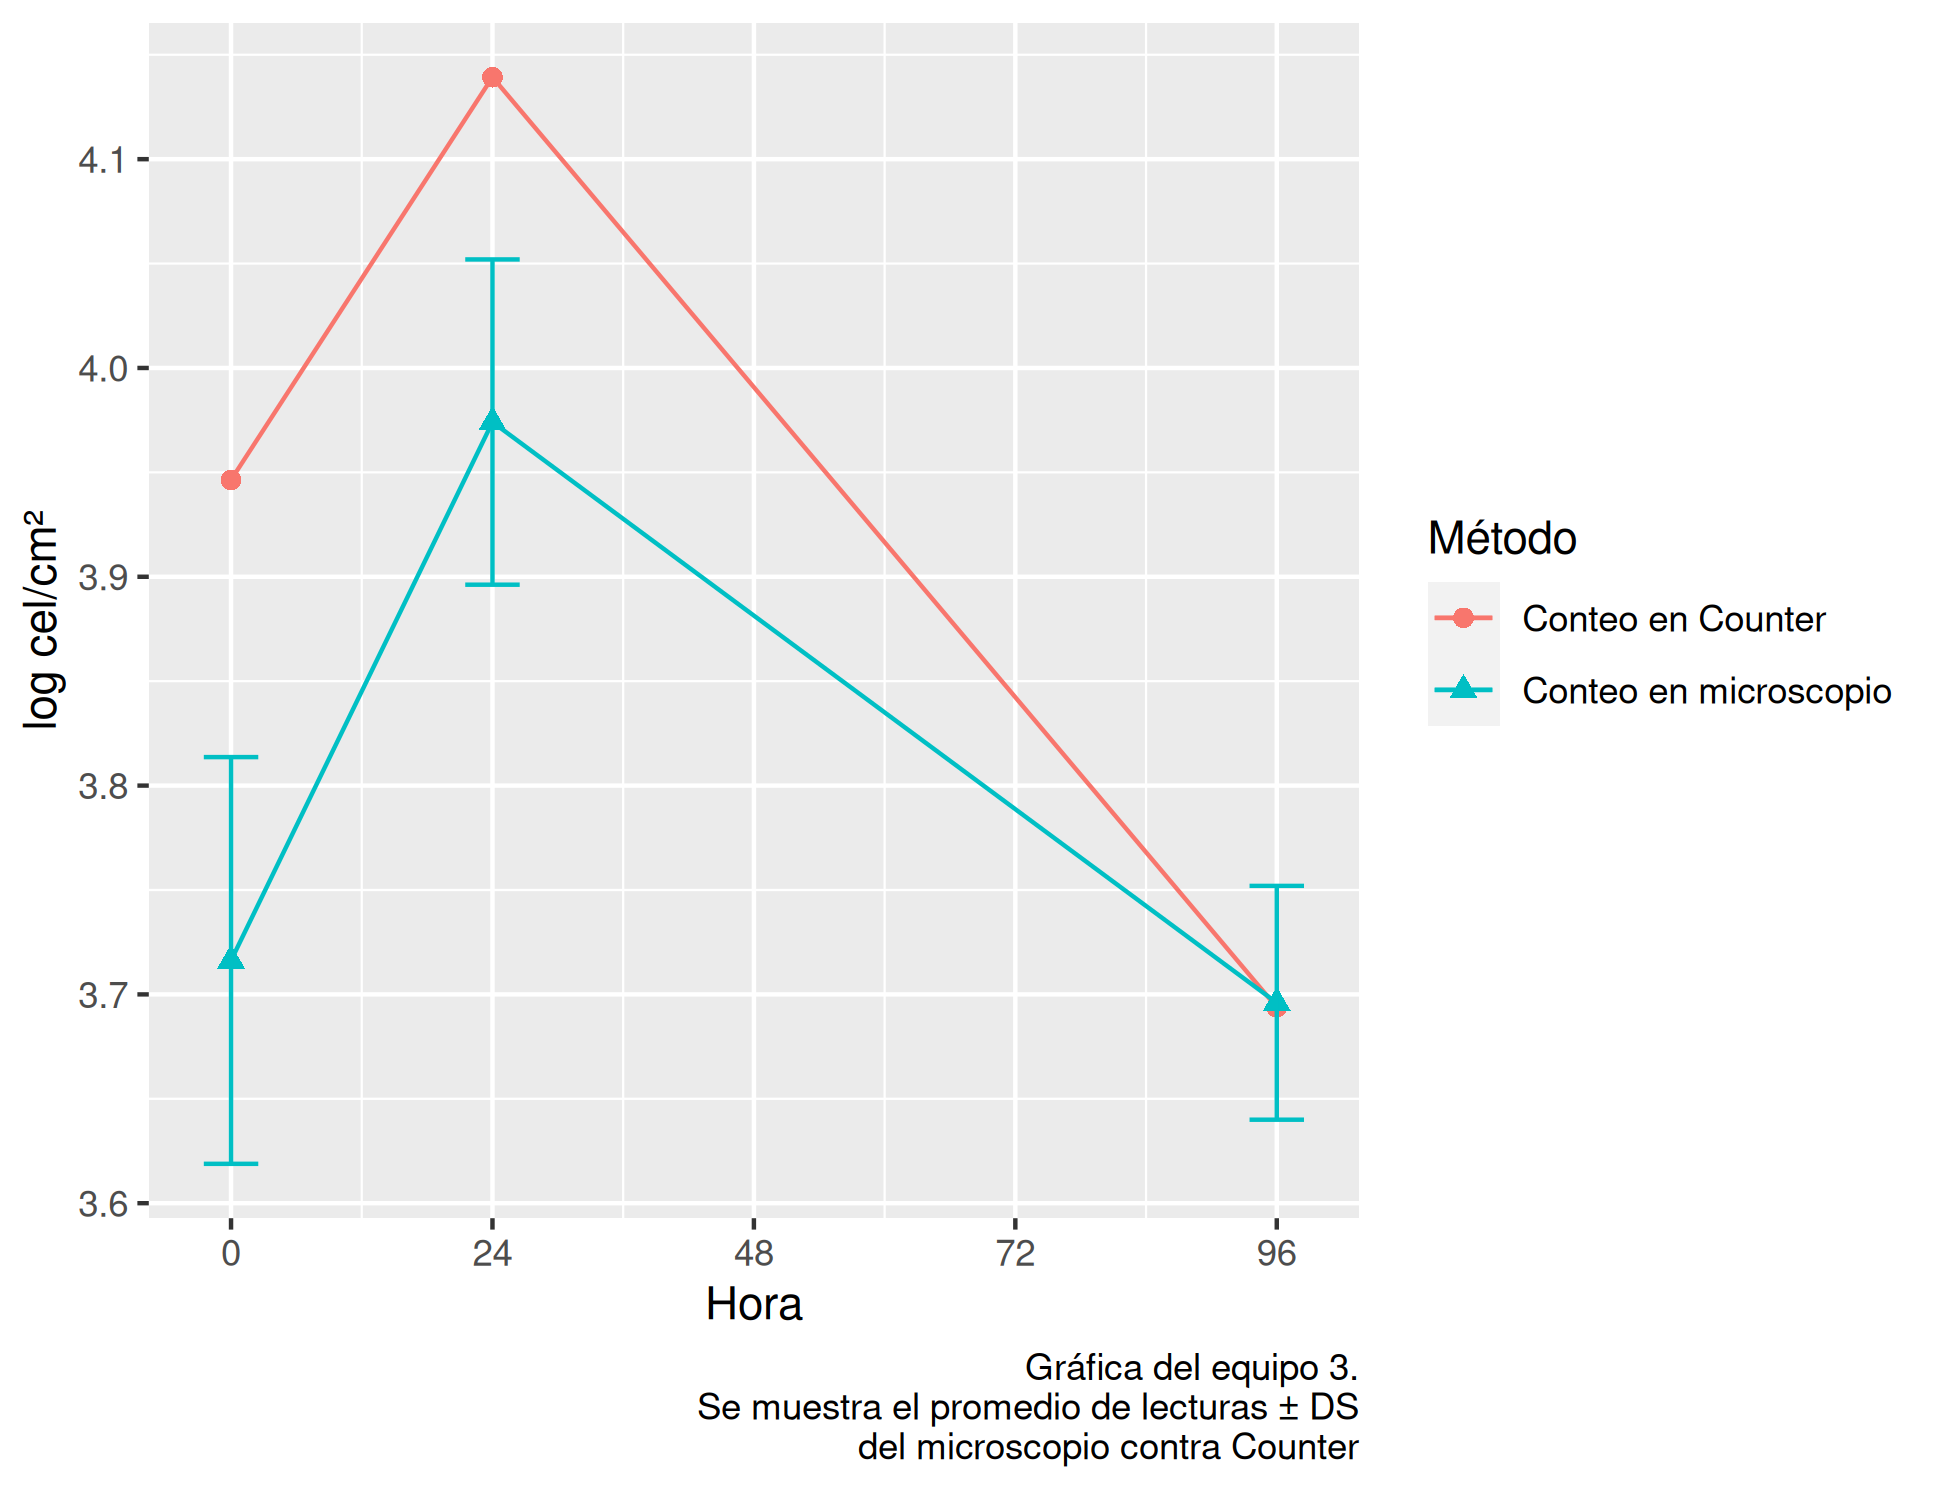 log cel/cm²
4.1
4.0
3.9
3.8
3.7
3.6
0 24 48 72 96
Hora
Método
Conteo en Counter
Conteo en microscopio
Gráfica del equipo 3.
Se muestra el promedio de lecturas ± DS
del microscopio contra Counter